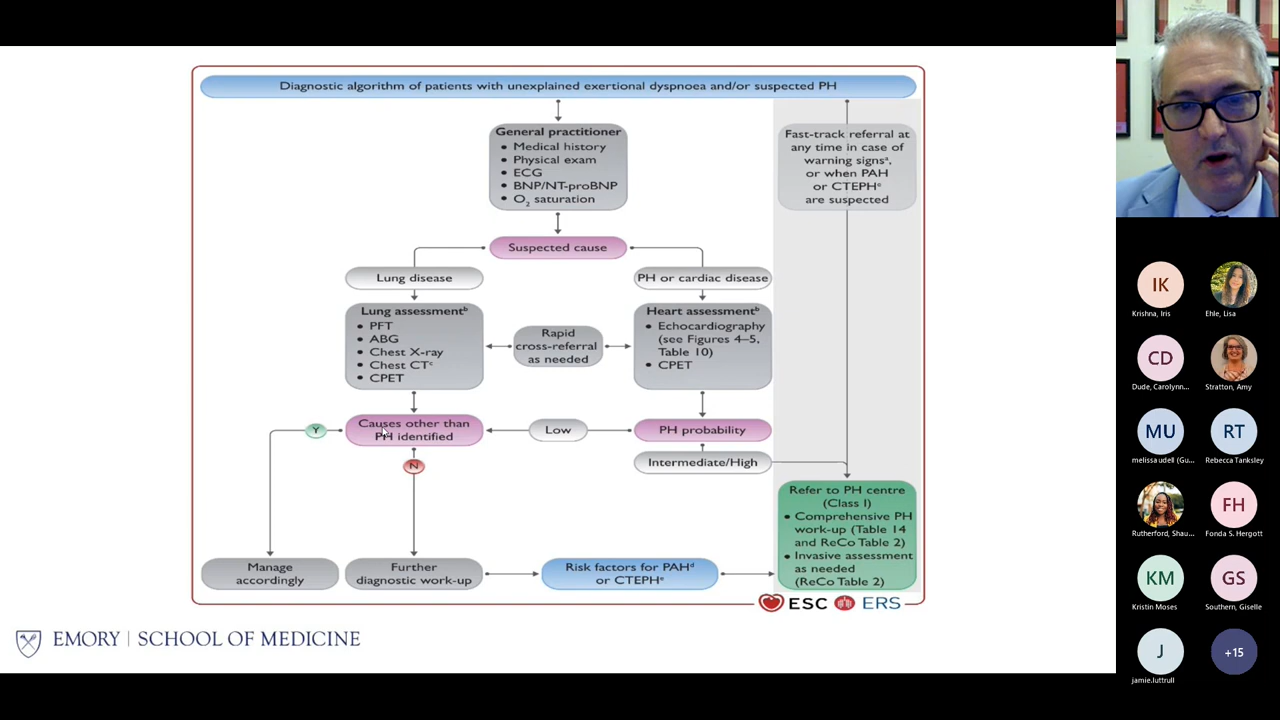 Diagnostic algorithm of patients with unexplained exertional dyspnoea and/or suspected PH
General practitioner
• Medical history
• Physical exam
• ECG
• BNP/NT-proBNP
• O₂ saturation
Fast-track referral at
any time in case of
warning signsᵃ,
or when PAH
or CTEPHᵉ
are suspected
Suspected cause
Lung disease
PH or cardiac disease
Lung assessmentᵇ
• PFT
• ABG
• Chest X-ray
• Chest CTᶜ
• CPET
Rapid
cross-referral
as needed
Heart assessmentᵇ
• Echocardiography
(see Figures 4–5,
Table 10)
• CPET
Y
Causes other than
PH identified
Low
PH probability
N
Intermediate/High
Refer to PH centre
(Class I)
• Comprehensive PH
work-up (Table 14
and ReCo Table 2)
• Invasive assessment
as needed
(ReCo Table 2)
Manage
accordingly
Further
diagnostic work-up
Risk factors for PAHᵈ
or CTEPHᵉ
ESC ERS
EMORY | SCHOOL OF MEDICINE
IK
Krishna, Iris
Ehle, Lisa
CD
Dude, Carolynn...
Stratton, Amy
MU
melissa udell (Gu...
RT
Rebecca Tanksley
Rutherford, Shau...
FH
Fonda S. Hergott
KM
Kristin Moses
GS
Southern, Giselle
J
jamie.luttrull
+15